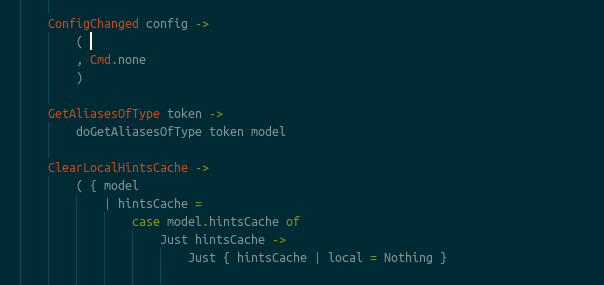 ConfigChanged config ->
(
, Cmd.none
)
GetAliasesOfType token ->
doGetAliasesOfType token model
ClearLocalHintsCache ->
( { model
| hintsCache =
case model.hintsCache of
Just hintsCache ->
Just { hintsCache | local = Nothing }